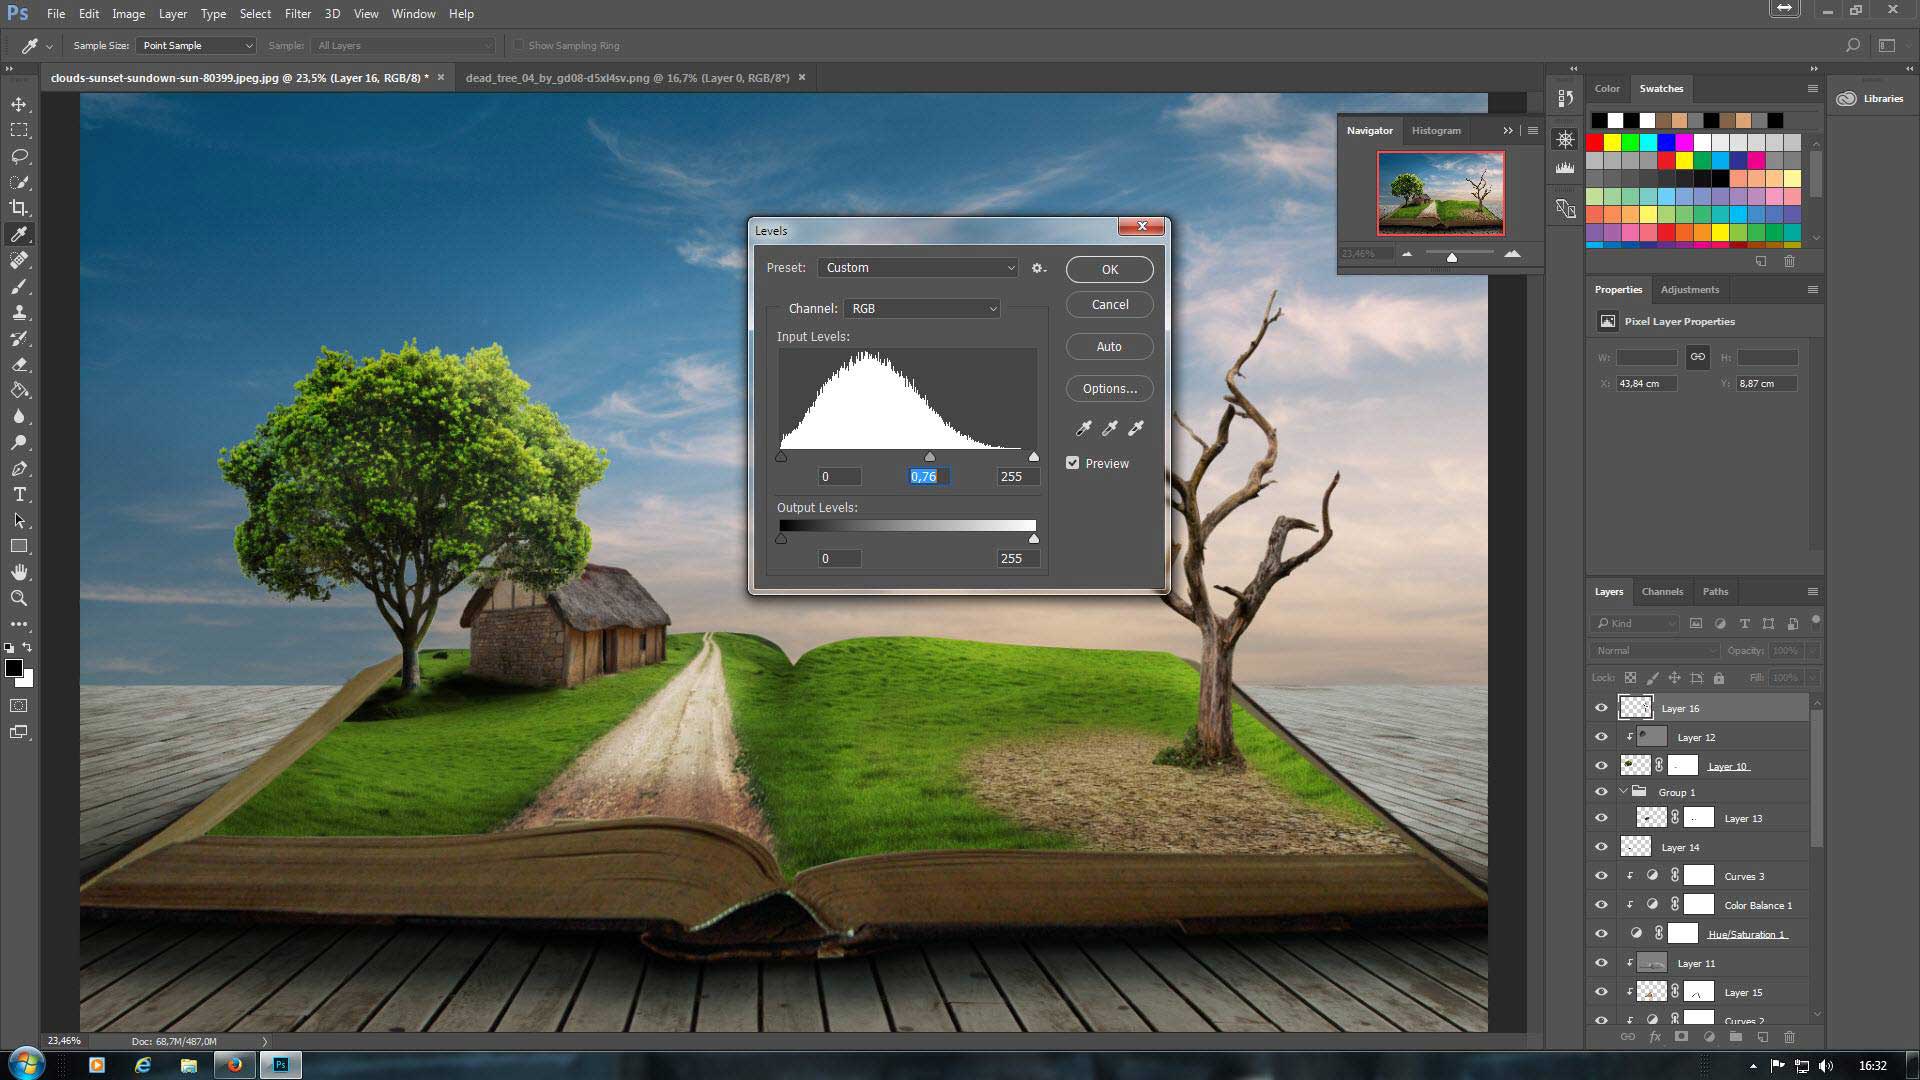 Ps File Edit Image Layer Type Select Filter 3D View Window Help
Sample Size: Point Sample Sample: All Layers Show Sampling Ring
clouds-sunset-sundown-sun-80399.jpeg.jpg @ 23,5% (Layer 16, RGB/8) *
dead_tree_04_by_gd08-d5xl4sv.png @ 16,7% (Layer 0, RGB/8*)
Navigator Histogram
23,46%
Levels
Preset: Custom
OK
Cancel
Auto
Options...
Preview
Channel: RGB
Input Levels:
0 0,76 255
Output Levels:
0 255
Color Swatches
Libraries
Properties Adjustments
Pixel Layer Properties
W: H:
X: 43,84 cm Y: 8,87 cm
Layers Channels Paths
Kind
Normal Opacity: 100%
Lock: Fill: 100%
Layer 16
Layer 12
Layer 10
Group 1
Layer 13
Layer 14
Curves 3
Color Balance 1
Hue/Saturation 1
Layer 11
Layer 15
Curves 2
fx
23,46% Doc: 68,7M/487,0M
Ps
16:32